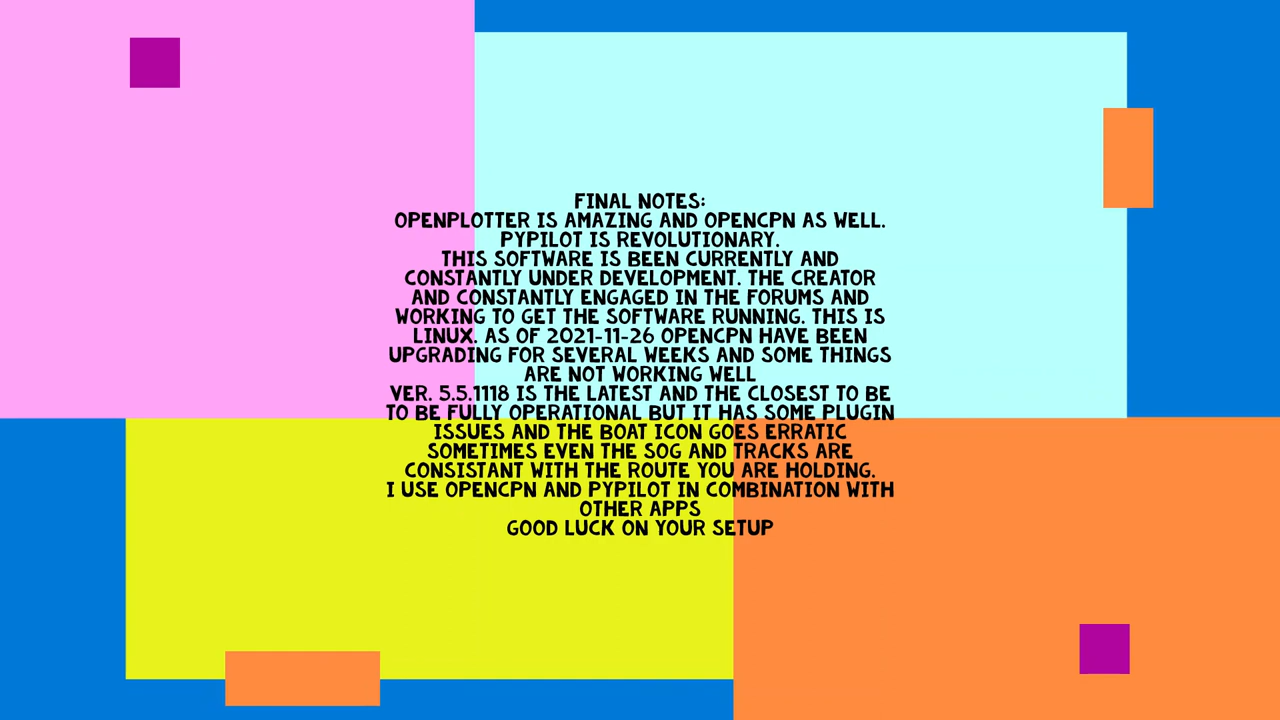 FINAL NOTES:
OPENPLOTTER IS AMAZING AND OPENCPN AS WELL.
PYPILOT IS REVOLUTIONARY.
THIS SOFTWARE IS BEEN CURRENTLY AND
CONSTANTLY UNDER DEVELOPMENT. THE CREATOR
AND CONSTANTLY ENGAGED IN THE FORUMS AND
WORKING TO GET THE SOFTWARE RUNNING. THIS IS
LINUX. AS OF 2021-11-26 OPENCPN HAVE BEEN
UPGRADING FOR SEVERAL WEEKS AND SOME THINGS
ARE NOT WORKING WELL
VER. 5.5.1118 IS THE LATEST AND THE CLOSEST TO BE
TO BE FULLY OPERATIONAL BUT IT HAS SOME PLUGIN
ISSUES AND THE BOAT ICON GOES ERRATIC
SOMETIMES EVEN THE SOG AND TRACKS ARE
CONSISTANT WITH THE ROUTE YOU ARE HOLDING.
I USE OPENCPN AND PYPILOT IN COMBINATION WITH
OTHER APPS
GOOD LUCK ON YOUR SETUP